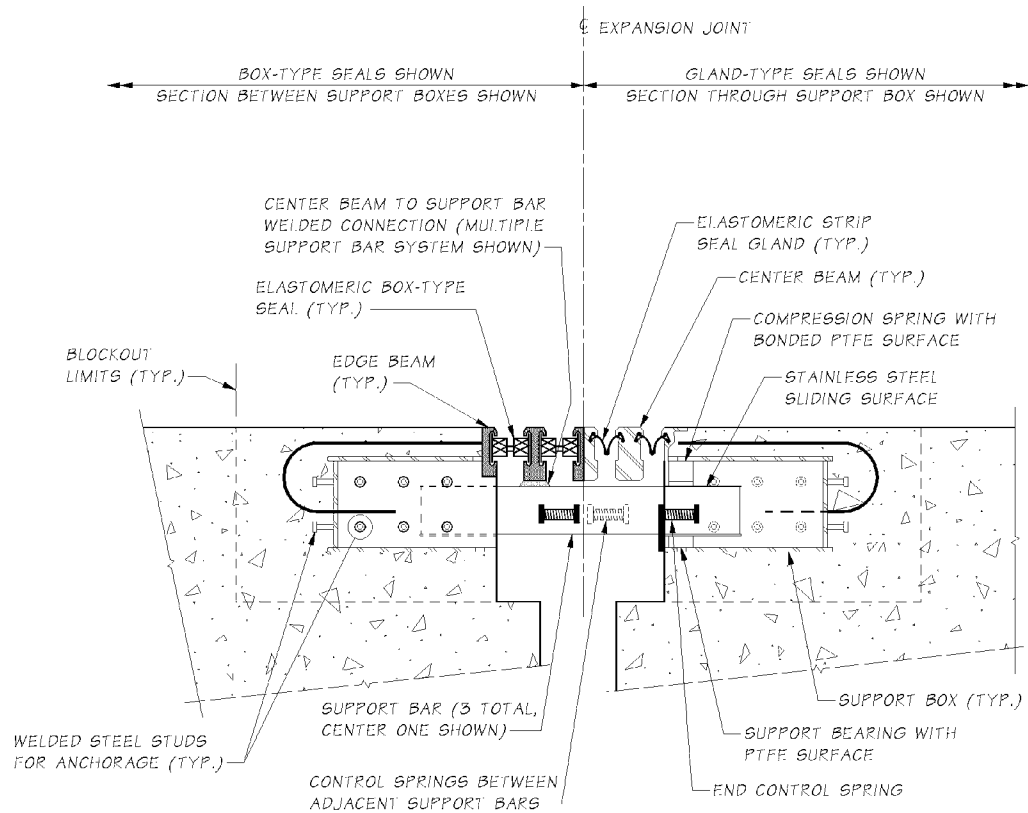 ℄ EXPANSION JOINT
BOX-TYPE SEALS SHOWN
SECTION BETWEEN SUPPORT BOXES SHOWN
GLAND-TYPE SEALS SHOWN
SECTION THROUGH SUPPORT BOX SHOWN
CENTER BEAM TO SUPPORT BAR
WELDED CONNECTION (MULTIPLE
SUPPORT BAR SYSTEM SHOWN)
ELASTOMERIC STRIP
SEAL GLAND (TYP.)
CENTER BEAM (TYP.)
ELASTOMERIC BOX-TYPE
SEAL (TYP.)
COMPRESSION SPRING WITH
BONDED PTFE SURFACE
BLOCKOUT
LIMITS (TYP.)
EDGE BEAM
(TYP.)
STAINLESS STEEL
SLIDING SURFACE
SUPPORT BAR (3 TOTAL,
CENTER ONE SHOWN)
SUPPORT BOX (TYP.)
WELDED STEEL STUDS
FOR ANCHORAGE (TYP.)
SUPPORT BEARING WITH
PTFE SURFACE
CONTROL SPRINGS BETWEEN
ADJACENT SUPPORT BARS
END CONTROL SPRING